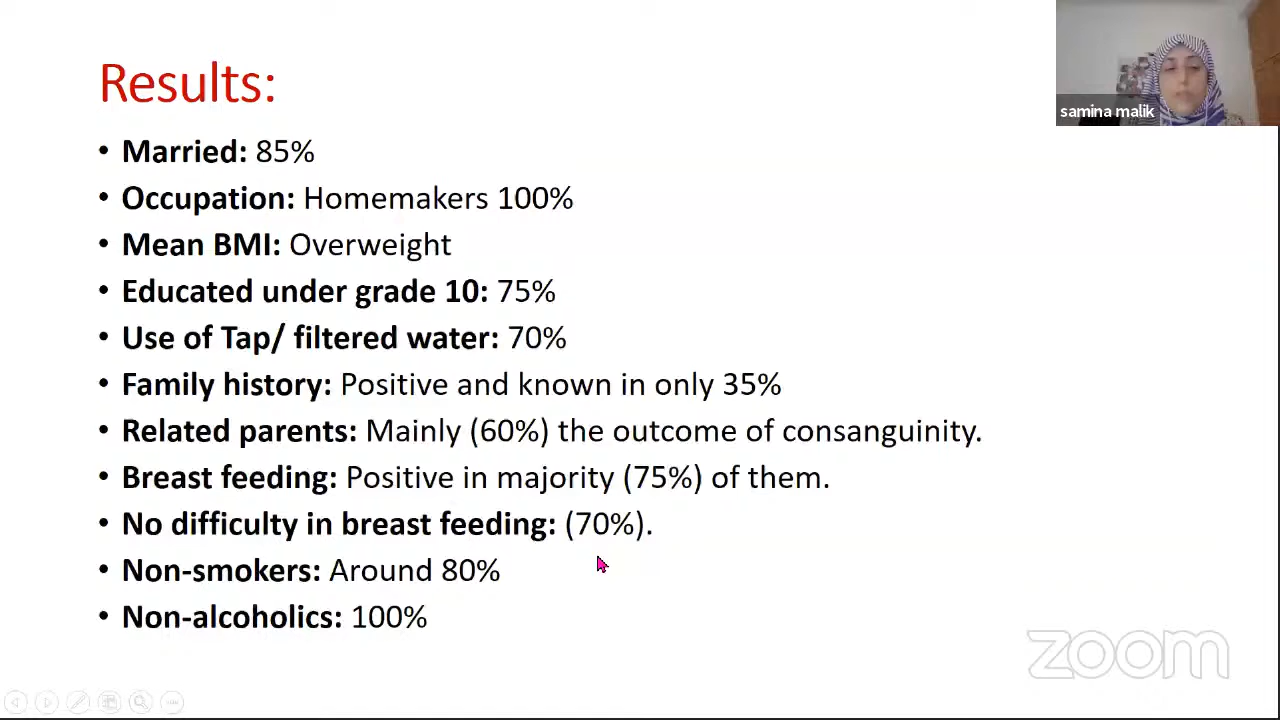 Results:
samina malik
• Married: 85%
• Occupation: Homemakers 100%
• Mean BMI: Overweight
• Educated under grade 10: 75%
• Use of Tap/ filtered water: 70%
• Family history: Positive and known in only 35%
• Related parents: Mainly (60%) the outcome of consanguinity.
• Breast feeding: Positive in majority (75%) of them.
• No difficulty in breast feeding: (70%).
• Non-smokers: Around 80%
• Non-alcoholics: 100%
zoom